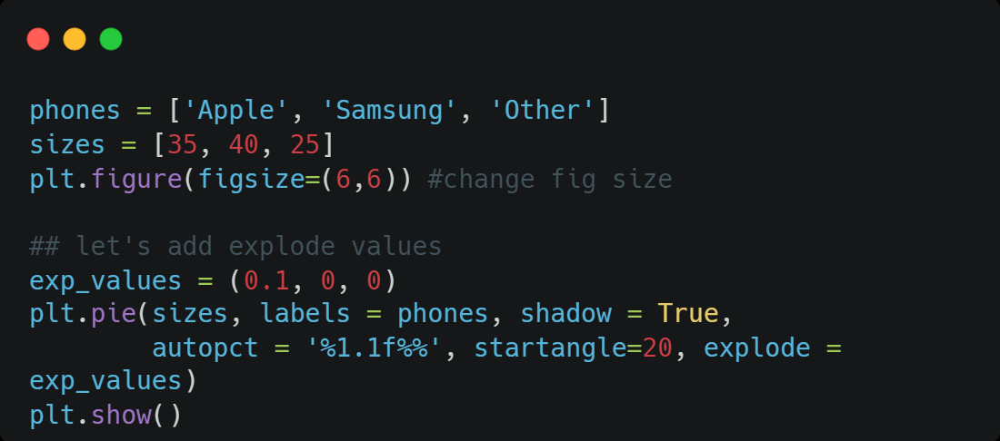 phones = ['Apple', 'Samsung', 'Other']
sizes = [35, 40, 25]
plt.figure(figsize=(6,6)) #change fig size
## let's add explode values
exp_values = (0.1, 0, 0)
plt.pie(sizes, labels = phones, shadow = True,
        autopct = '%1.1f%%', startangle=20, explode =
exp_values)
plt.show()